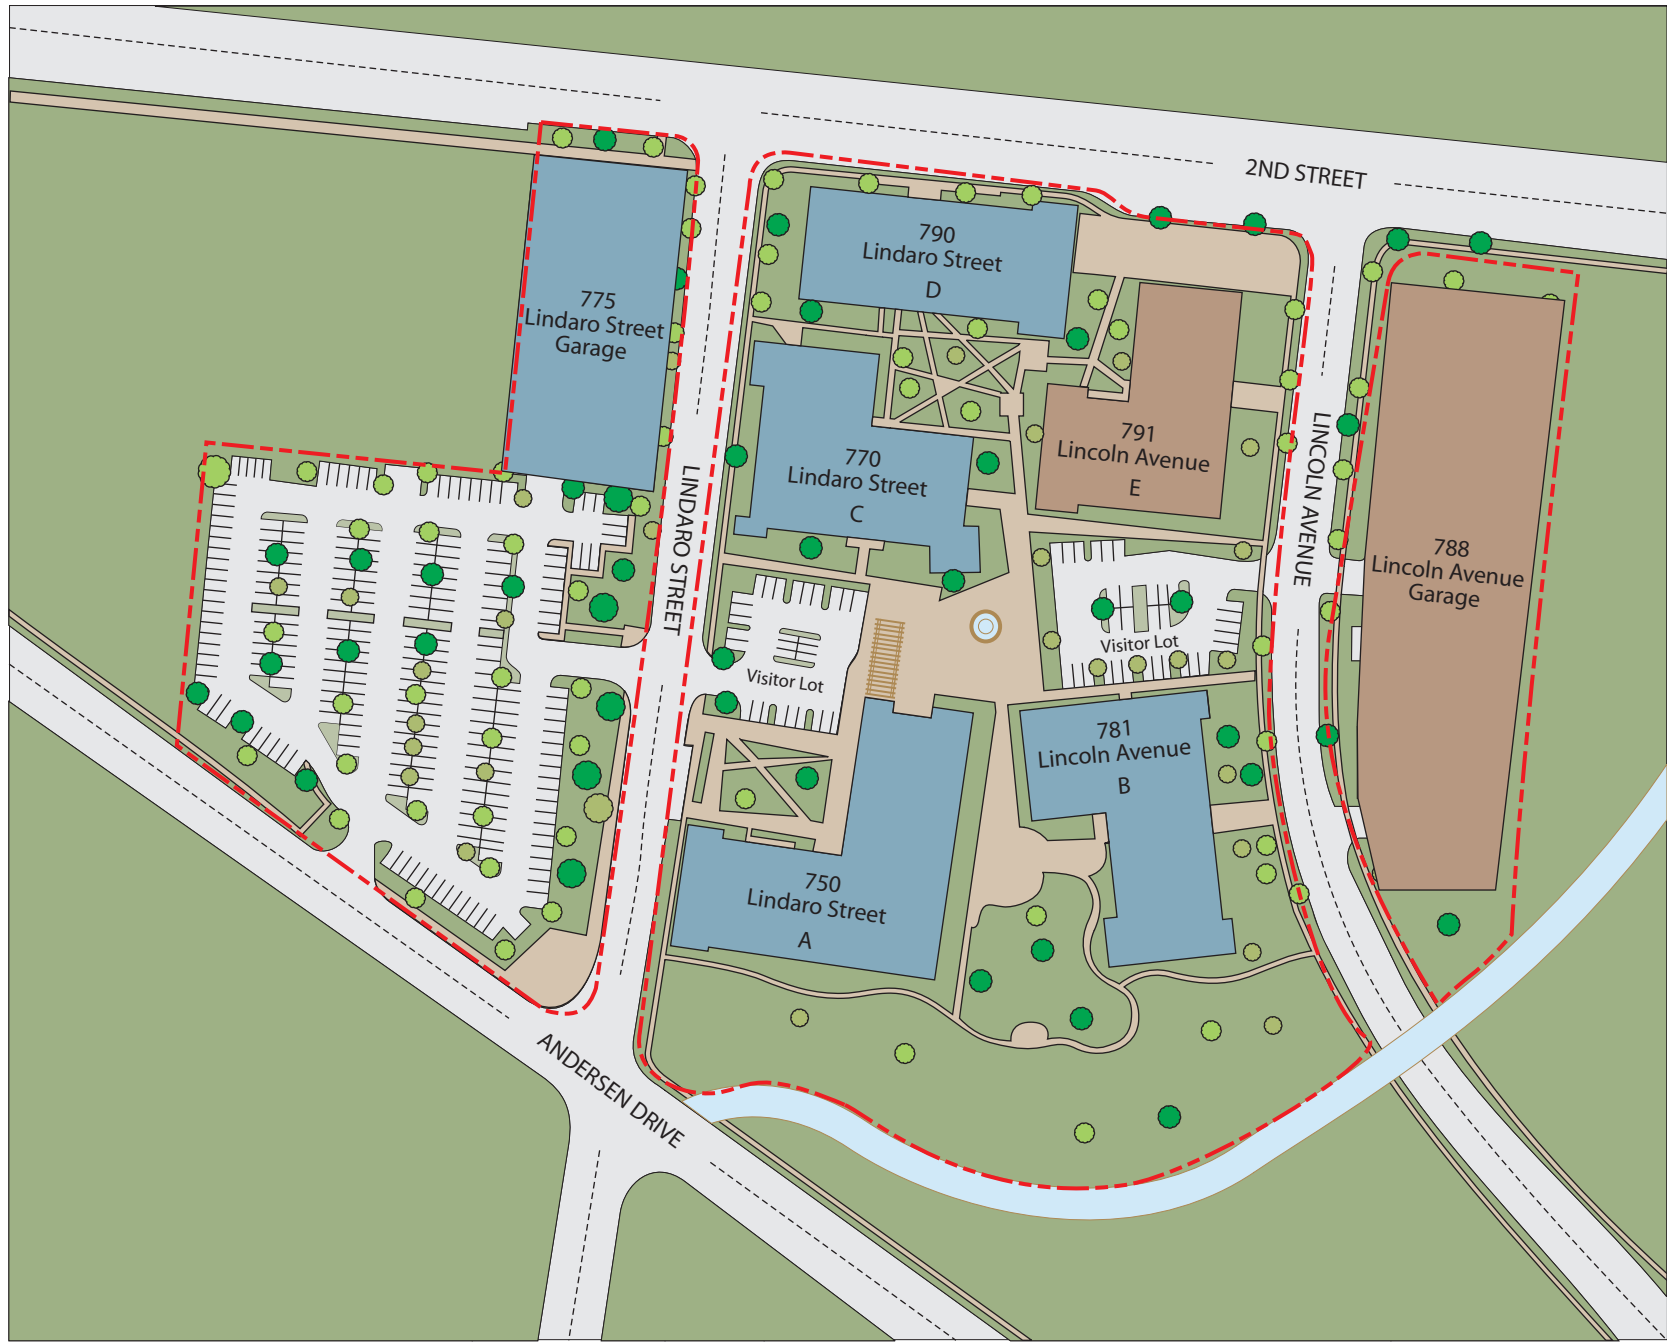 2ND STREET
790
Lindaro Street
D
775
Lindaro Street
Garage
791
Lincoln Avenue
E
770
Lindaro Street
C
LINDARO STREET
LINCOLN AVENUE
788
Lincoln Avenue
Garage
Visitor Lot
Visitor Lot
781
Lincoln Avenue
B
750
Lindaro Street
A
ANDERSEN DRIVE